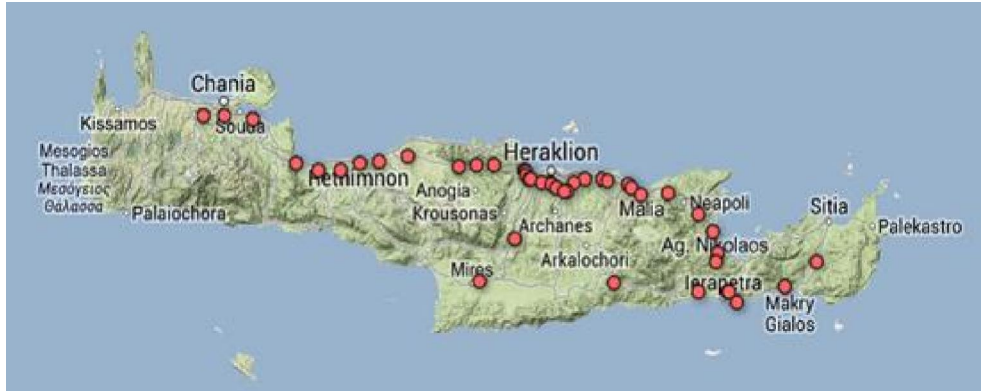 Chania
Kissamos
Souda
Mesogios
Thalassa
Μεσόγειος
Θάλασσα
Palaiochora
Rethimnon
Anogia
Krousonas
Heraklion
Archanes
Mires
Arkalochori
Malia
Neapoli
Ag. Nikolaos
Sitia
Palekastro
Ierapetra
Makry
Gialos